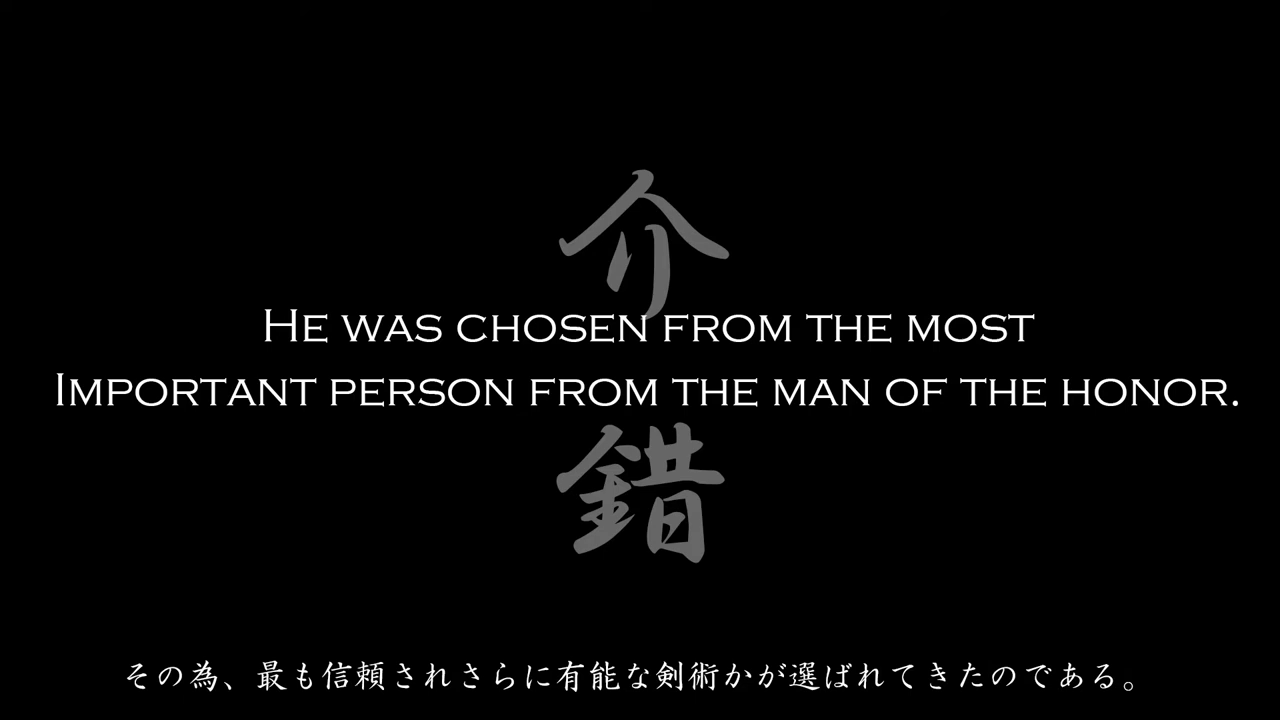 介
He was chosen from the most
Important person from the man of the honor.
錯
その為、最も信頼されさらに有能な剣術かが選ばれてきたのである。